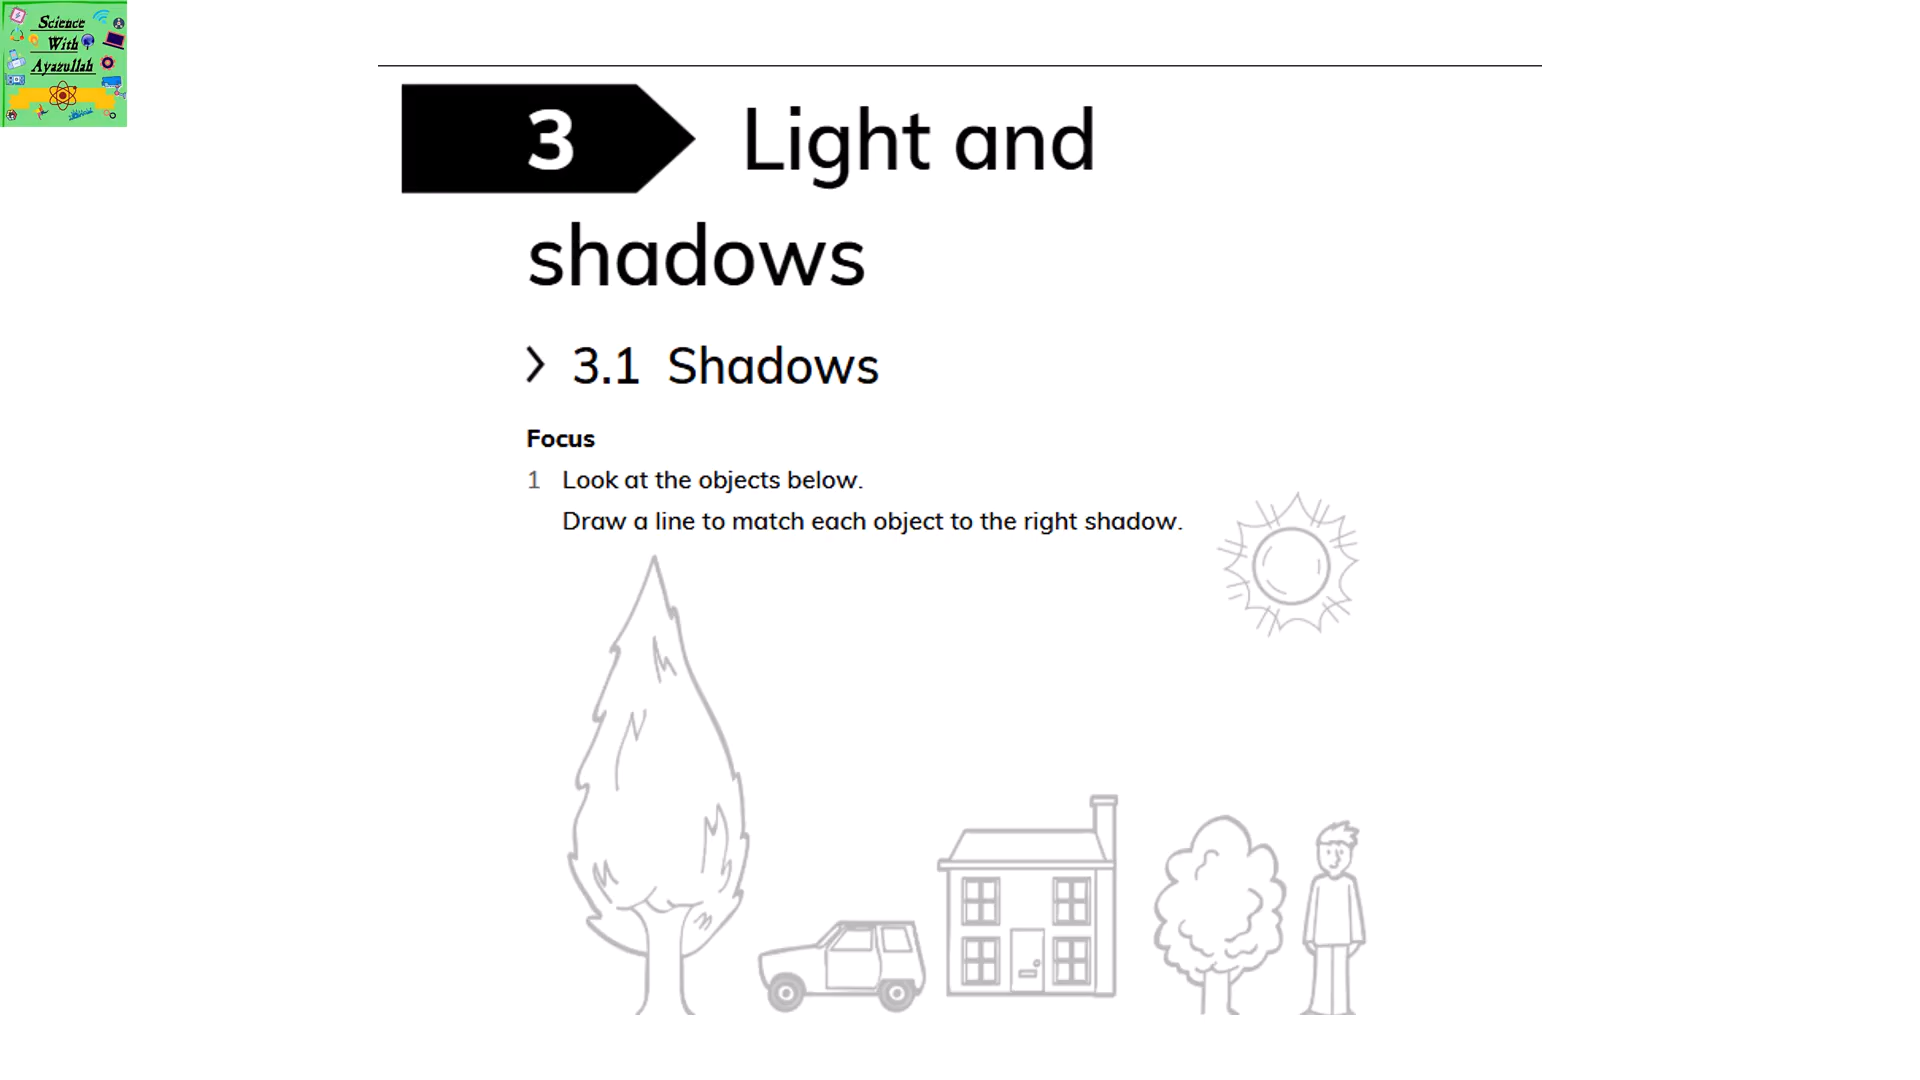 Science
With
Ayazullah
3 Light and
shadows
3.1 Shadows
Focus
1 Look at the objects below.
Draw a line to match each object to the right shadow.